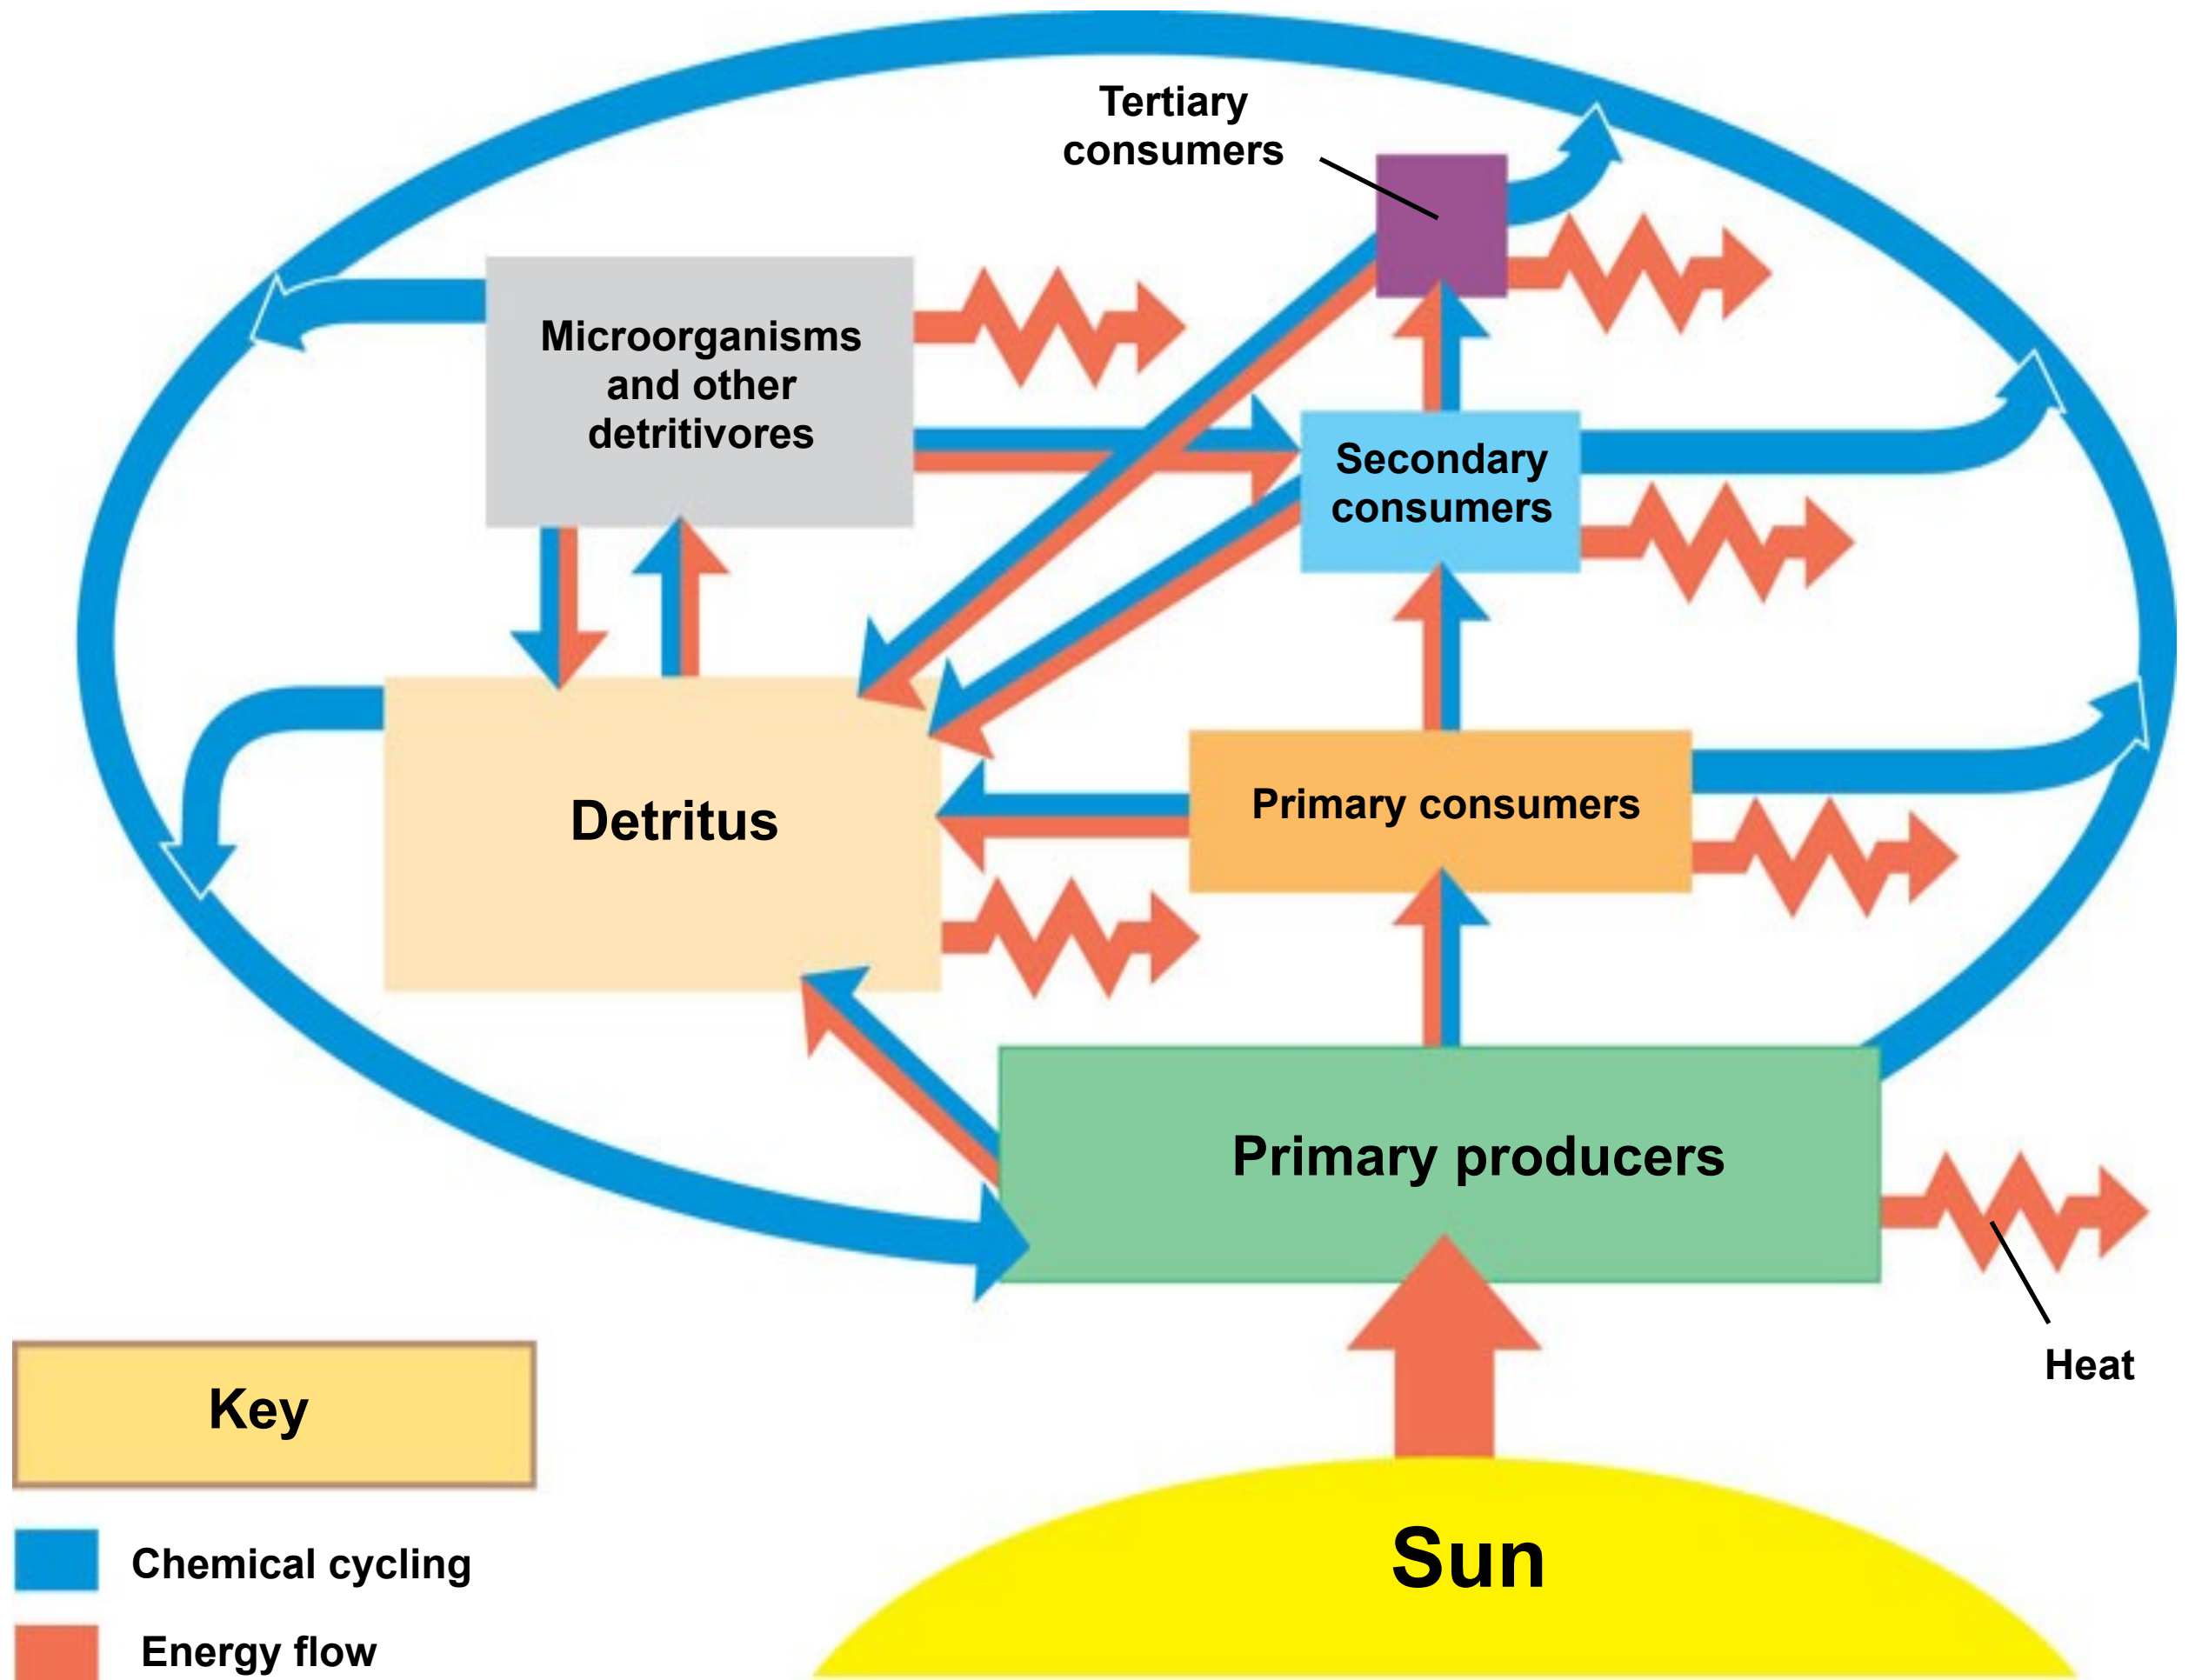 Tertiary
consumers
Microorganisms
and other
detritivores
Secondary
consumers
Detritus
Primary consumers
Primary producers
Heat
Key
Chemical cycling
Energy flow
Sun